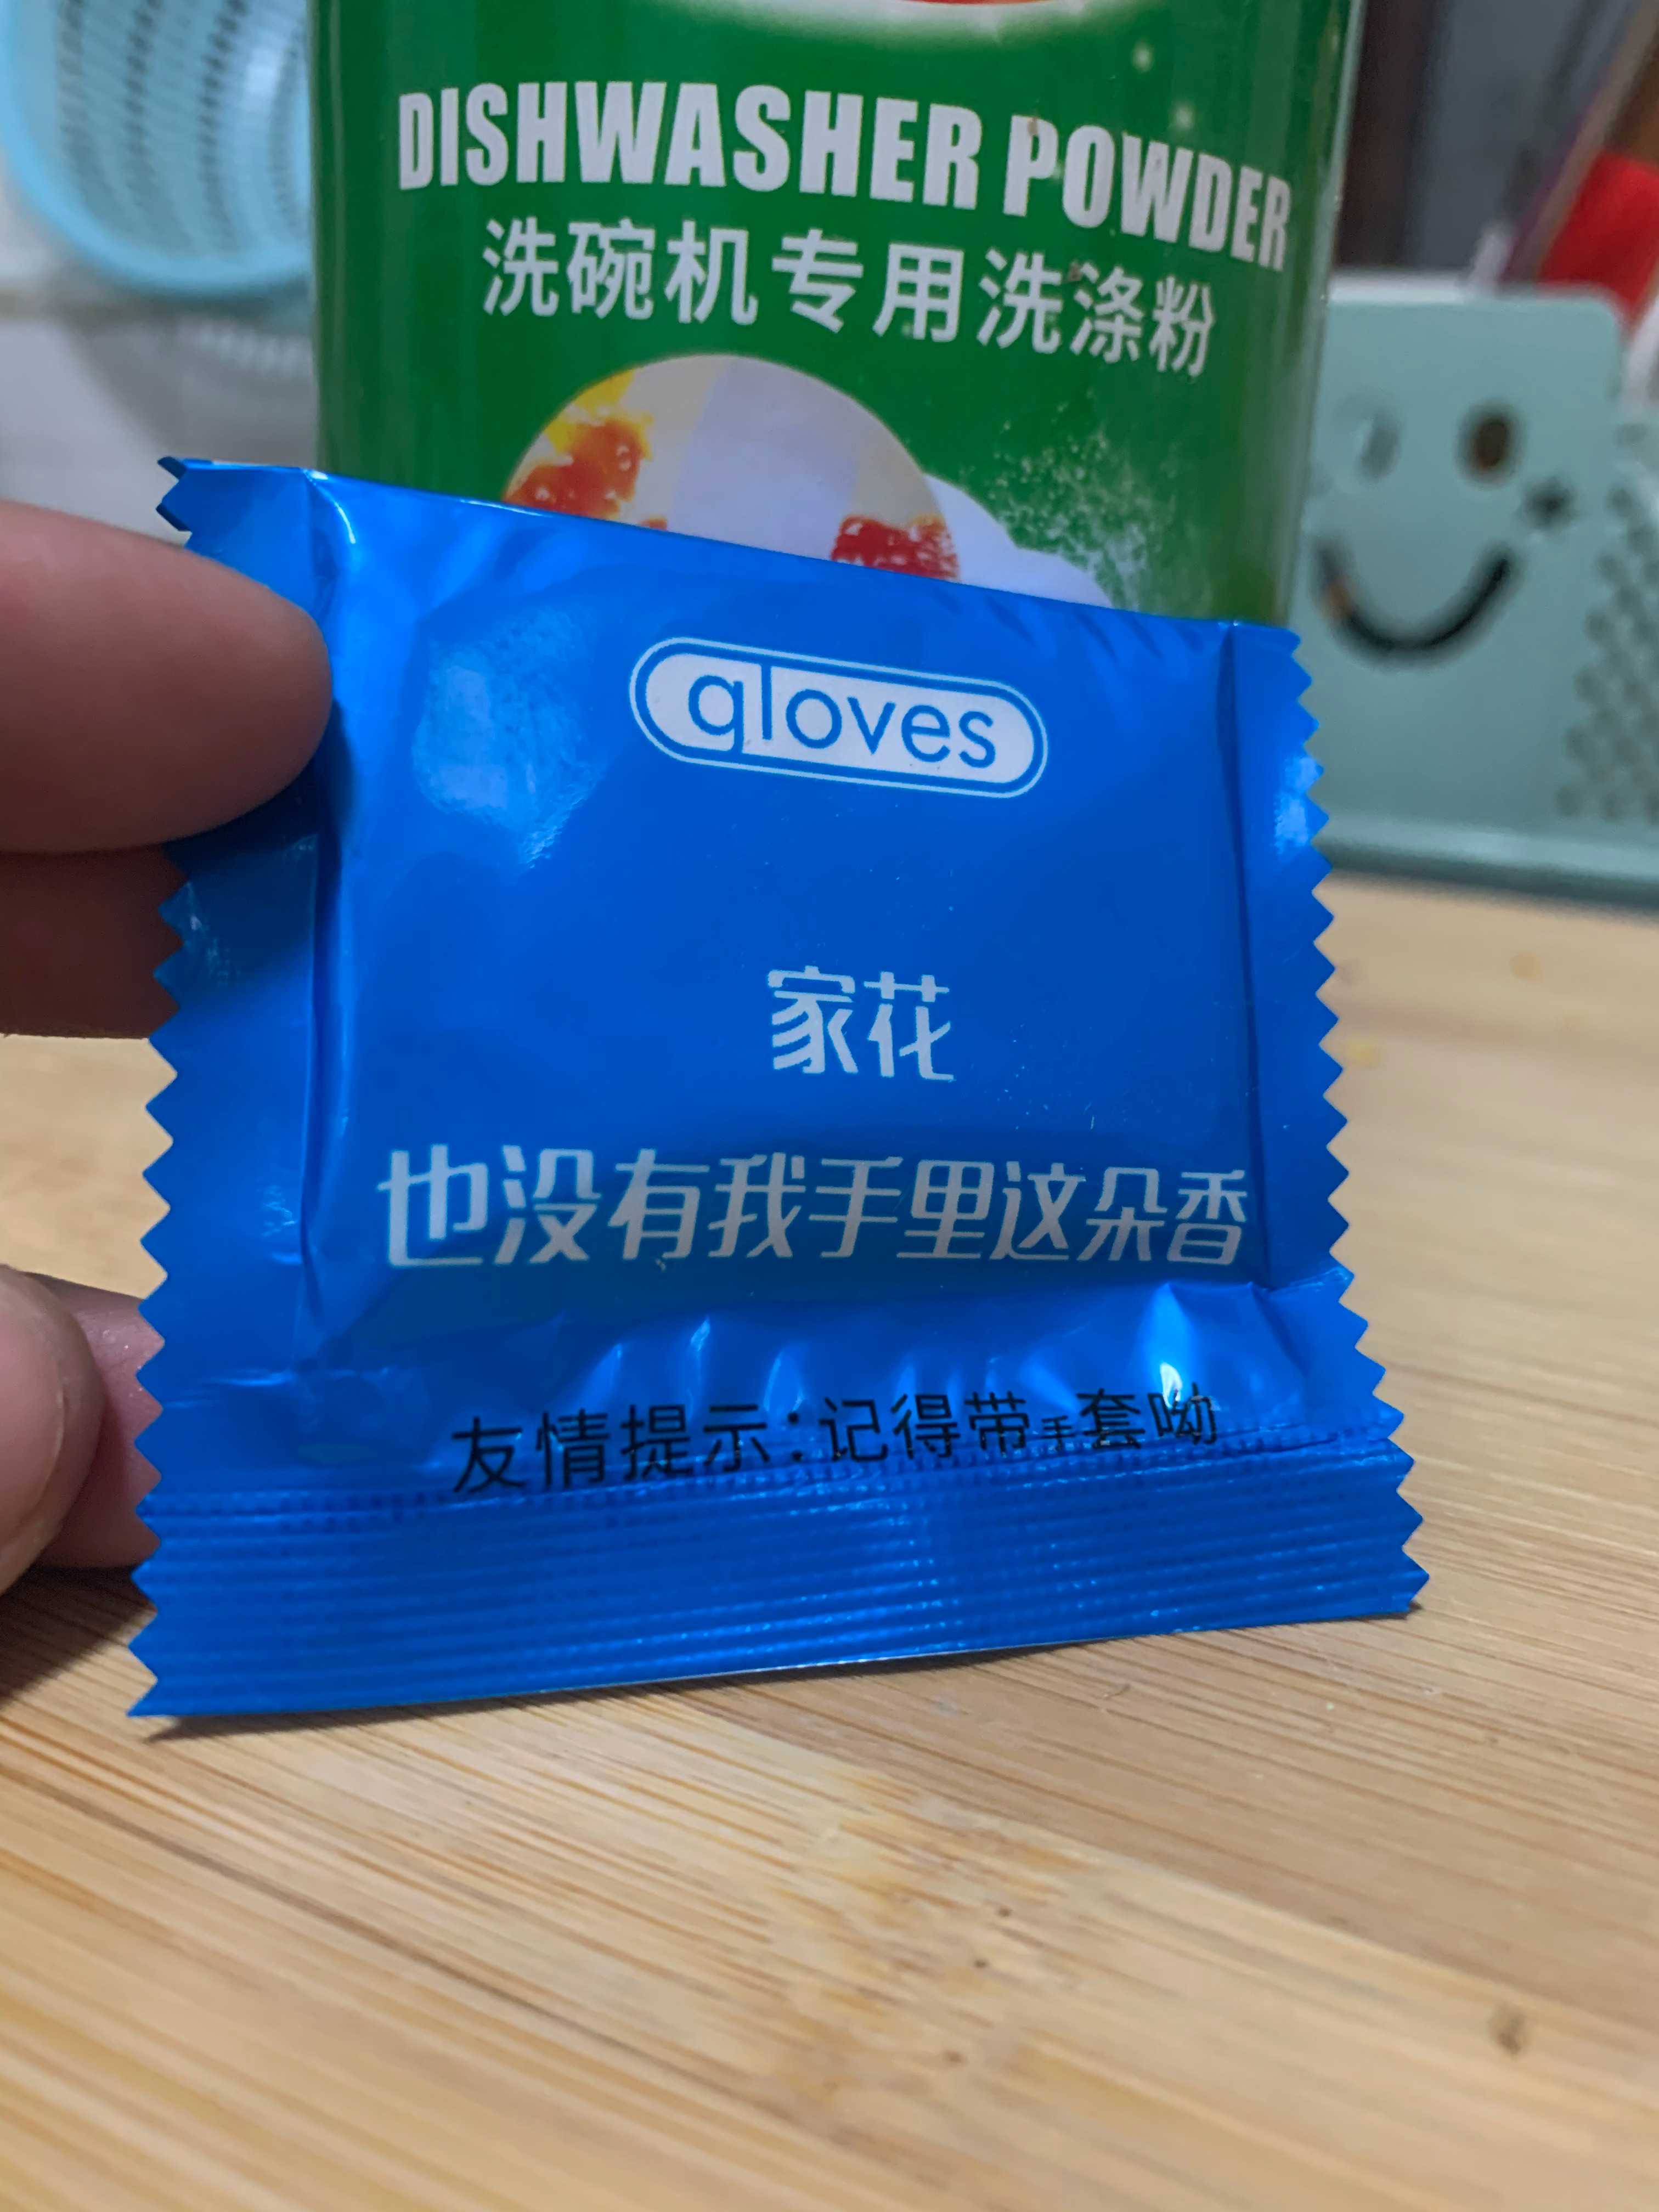 DISHWASHER POWDER
洗碗机专用洗涤粉
gloves
家花
也没有我手里这朵香
友情提示:记得带手套呦